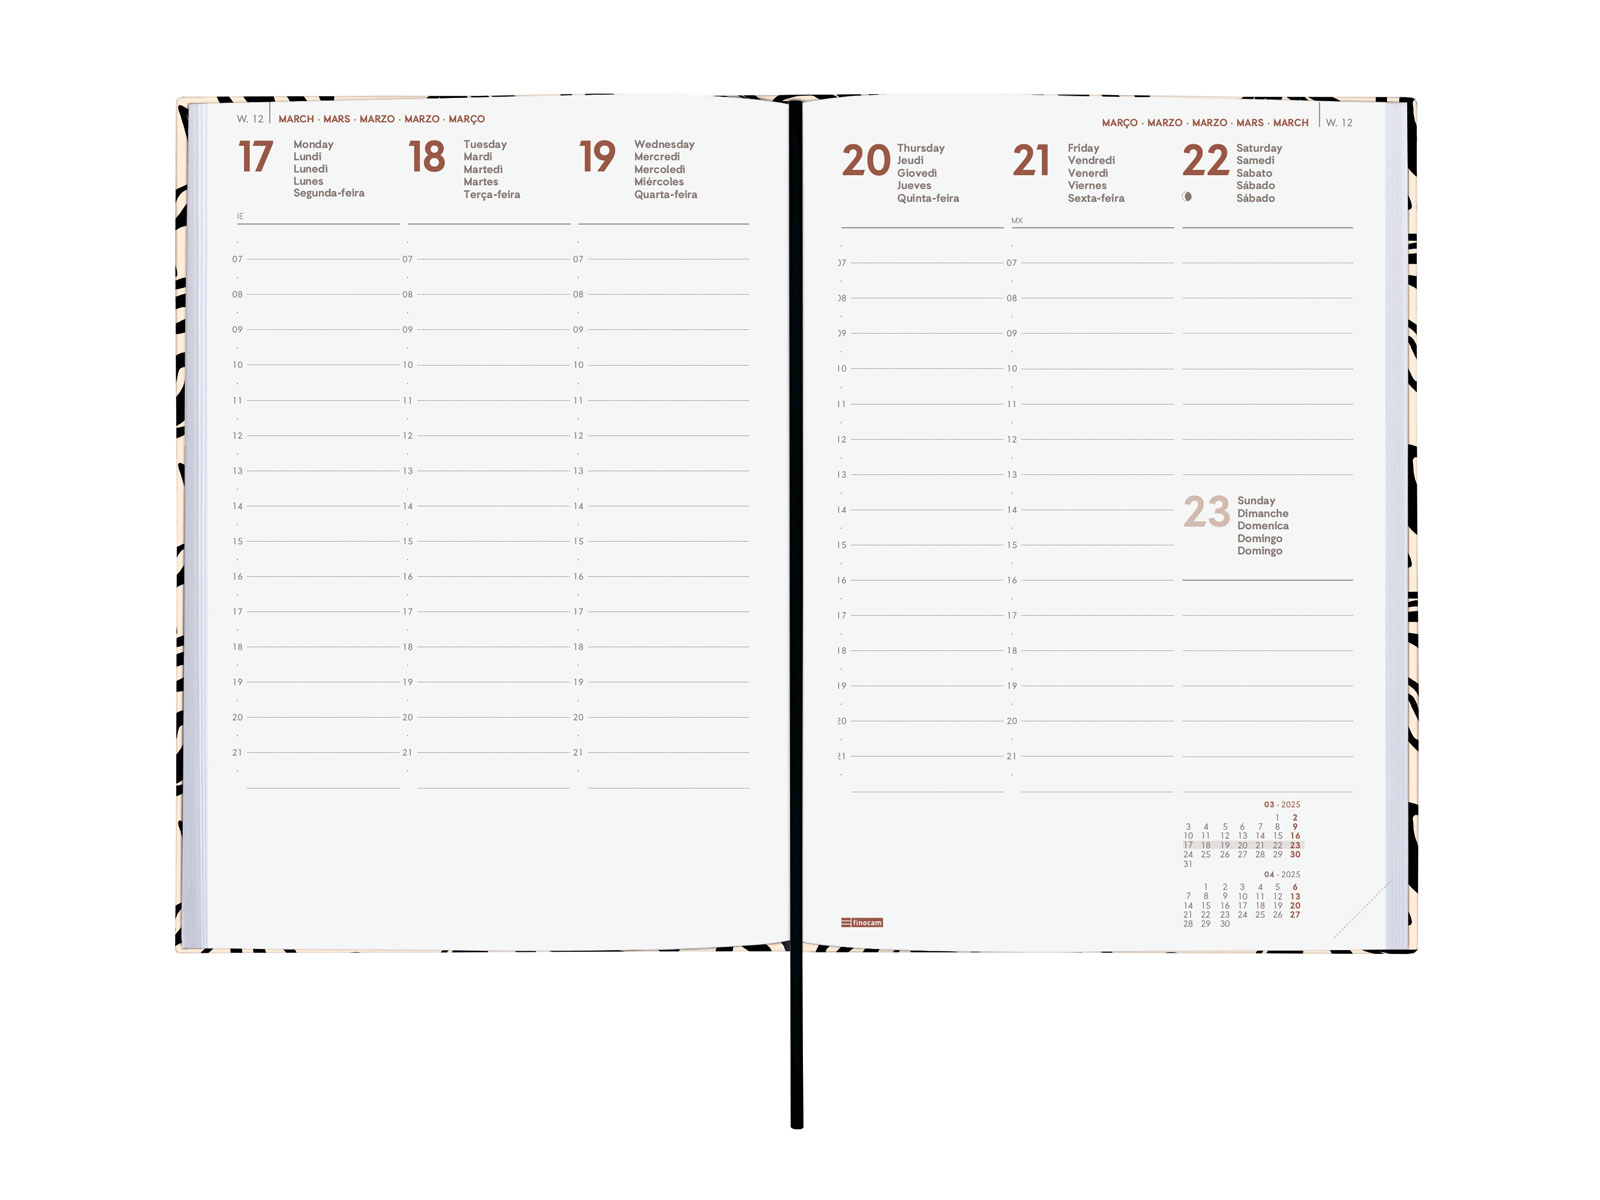 W. 12 MARCH · MARS · MARZO · MARZO · MARÇO
17
Monday
Lundi
Lunedì
Lunes
Segunda-feira
IE
18
Tuesday
Mardi
Martedì
Martes
Terça-feira
19
Wednesday
Mercredi
Mercoledì
Miércoles
Quarta-feira
07 07 07
08 08 08
09 09 09
10 10 10
11 11 11
12 12 12
13 13 13
14 14 14
15 15 15
16 16 16
17 17 17
18 18 18
19 19 19
20 20 20
21 21 21
MARÇO · MARZO · MARZO · MARS · MARCH W. 12
20
Thursday
Jeudi
Giovedì
Jueves
Quinta-feira
21
Friday
Vendredi
Venerdì
Viernes
Sexta-feira
MX
22
Saturday
Samedi
Sabato
Sábado
Sábado
07 07
08 08
09 09
10 10
11 11
12 12
13 13
14 14
15 15
16 16
17 17
18 18
19 19
20 20
21 21
23
Sunday
Dimanche
Domenica
Domingo
Domingo
03 · 2025
1 2
3 4 5 6 7 8 9
10 11 12 13 14 15 16
17 18 19 20 21 22 23
24 25 26 27 28 29 30
31
04 · 2025
1 2 3 4 5 6
7 8 9 10 11 12 13
14 15 16 17 18 19 20
21 22 23 24 25 26 27
28 29 30
finocam